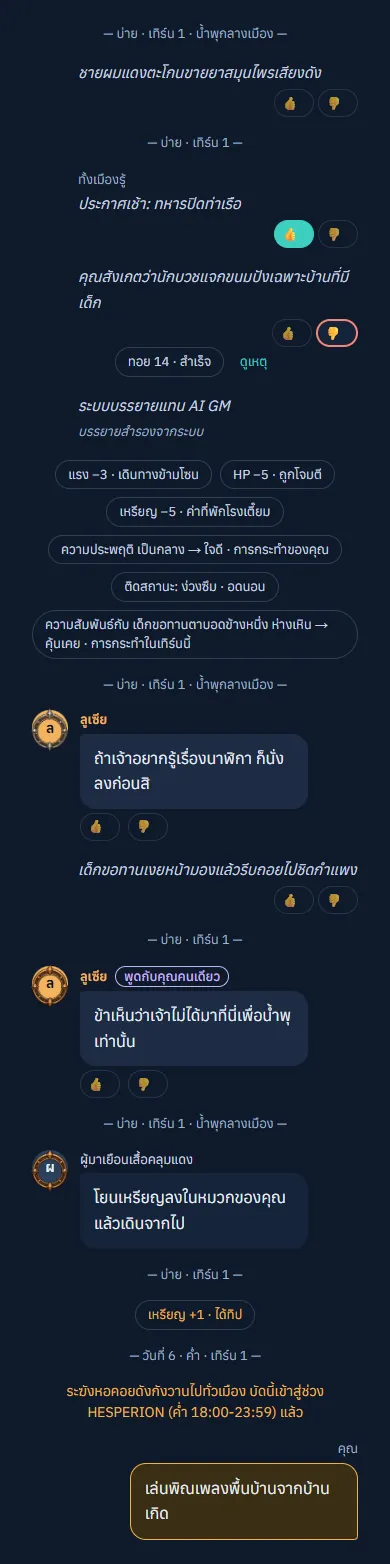 — บ่าย · เทิร์น 1 · น้ำพุกลางเมือง —
ชายผมแดงตะโกนขายยาสมุนไพรเสียงดัง
👍 👎
— บ่าย · เทิร์น 1 —
ทั้งเมืองรู้
ประกาศเช้า: ทหารปิดท่าเรือ
👍 👎
คุณสังเกตว่านักบวชแจกขนมปังเฉพาะบ้านที่มี
เด็ก
👍 👎
ทอย 14 · สำเร็จ ดูเหตุ
ระบบบรรยายแทน AI GM
บรรยายสำรองจากระบบ
แรง −3 · เดินทางข้ามโซน HP −5 · ถูกโจมตี
เหรียญ −5 · ค่าที่พักโรงเตี๊ยม
ความประพฤติ เป็นกลาง → ใจดี · การกระทำของคุณ
ติดสถานะ: ง่วงซึม · อดนอน
ความสัมพันธ์กับ เด็กขอทานตาบอดข้างหนึ่ง ห่างเหิน →
คุ้นเคย · การกระทำในเทิร์นนี้
— บ่าย · เทิร์น 1 · น้ำพุกลางเมือง —
ล ลูเซีย
ถ้าเจ้าอยากรู้เรื่องนาฬิกา ก็นั่ง
ลงก่อนสิ
👍 👎
เด็กขอทานเงยหน้ามองแล้วรีบถอยไปชิดกำแพง
👍 👎
— บ่าย · เทิร์น 1 —
ล ลูเซีย พูดกับคุณคนเดียว
ข้าเห็นว่าเจ้าไม่ได้มาที่นี่เพื่อน้ำพุ
เท่านั้น
👍 👎
— บ่าย · เทิร์น 1 · น้ำพุกลางเมือง —
ผ ผู้มาเยือนเสื้อคลุมแดง
โยนเหรียญลงในหมวกของคุณ
แล้วเดินจากไป
— บ่าย · เทิร์น 1 —
เหรียญ +1 · ได้ทิป
— วันที่ 6 · ค่ำ · เทิร์น 1 —
ระฆังหอคอยดังกังวานไปทั่วเมือง บัดนี้เข้าสู่ช่วง
HESPERION (ค่ำ 18:00-23:59) แล้ว
คุณ
เล่นพิณเพลงพื้นบ้านจากบ้าน
เกิด